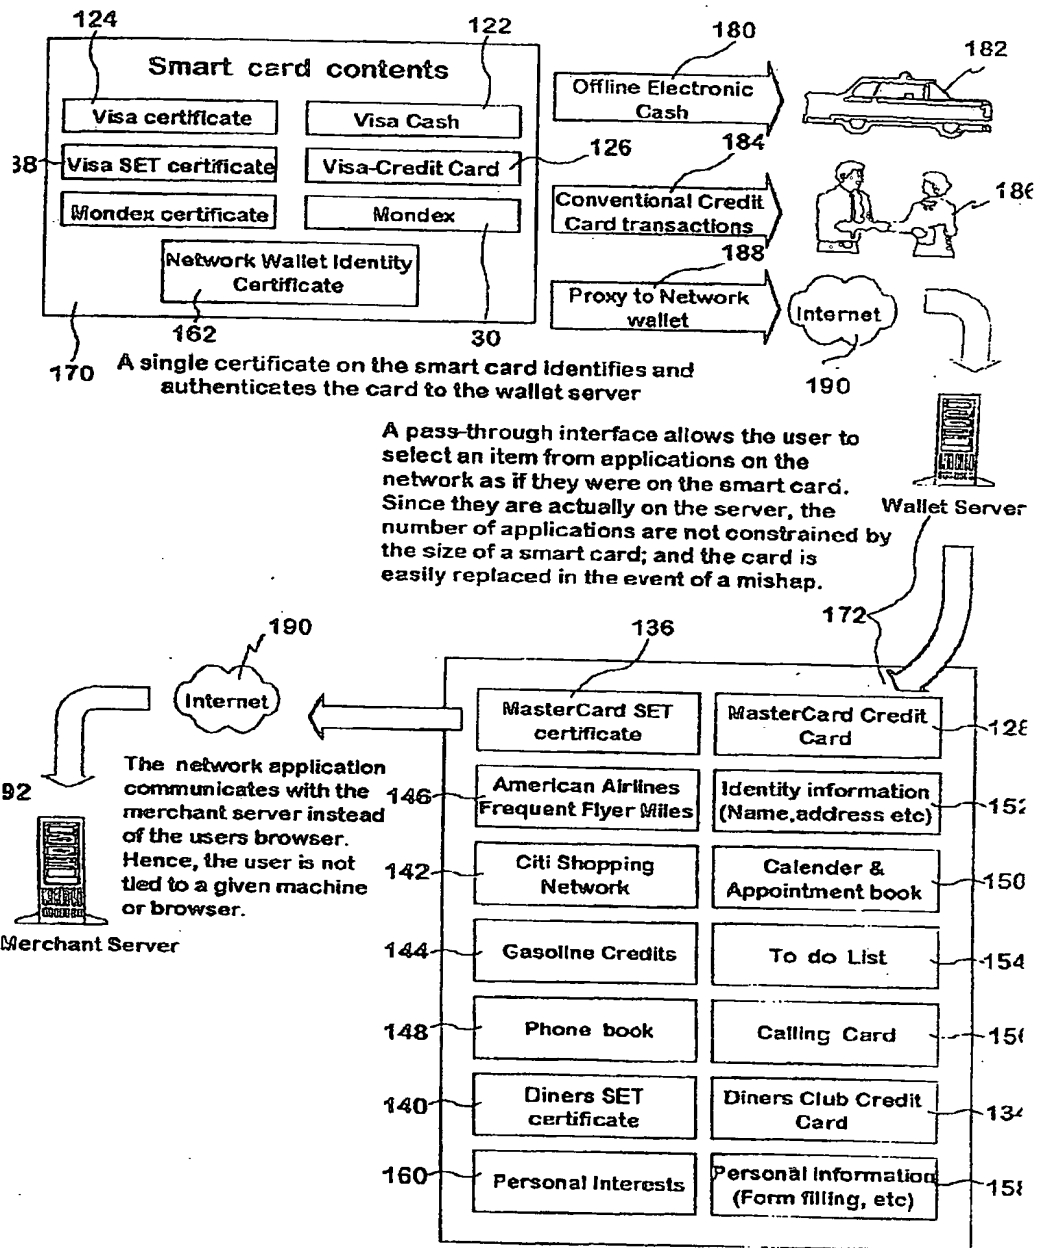 124
122
180
182
Smart card contents
Visa certificate
Visa Cash
Offline Electronic
Cash
38
Visa SET certificate
Visa-Credit Card
126
184
Mondex certificate
Mondex
Conventional Credit
Card transactions
186
Network Wallet Identity
Certificate
188
Proxy to Network
wallet
Internet
170
162
30
190
A single certificate on the smart card identifies and
authenticates the card to the wallet server
A pass-through interface allows the user to
select an item from applications on the
network as if they were on the smart card.
Since they are actually on the server, the
number of applications are not constrained by
the size of a smart card; and the card is
easily replaced in the event of a mishap.
Wallet Server
172
190
136
Internet
MasterCard SET
certificate
MasterCard Credit
Card
128
The network application
communicates with the
merchant server instead
of the users browser.
Hence, the user is not
tied to a given machine
or browser.
92
Merchant Server
146
American Airlines
Frequent Flyer Miles
Identity information
(Name,address etc)
152
142
Citi Shopping
Network
Calender &
Appointment book
150
144
Gasoline Credits
To do List
154
148
Phone book
Calling Card
156
140
Diners SET
certificate
Diners Club Credit
Card
134
160
Personal Interests
Personal Information
(Form filling, etc)
158